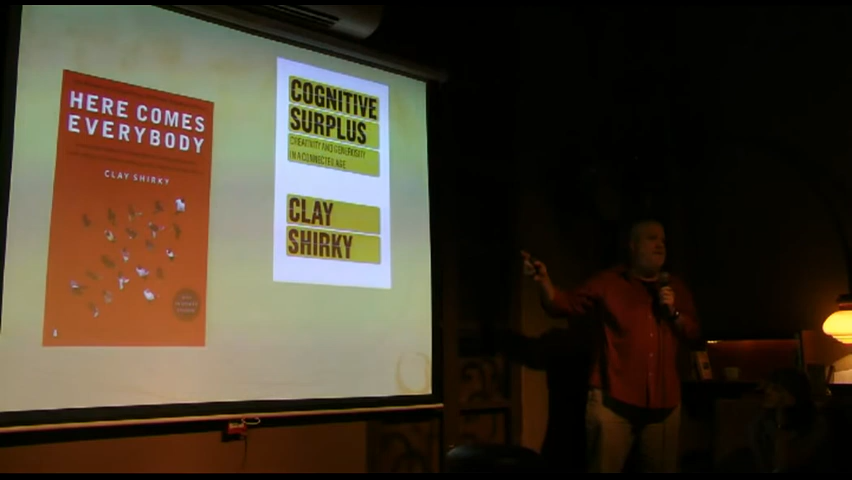 HERE COMES
EVERYBODY
CLAY SHIRKY
COGNITIVE
SURPLUS
CREATIVITY AND GENEROSITY
IN A CONNECTED AGE
CLAY
SHIRKY